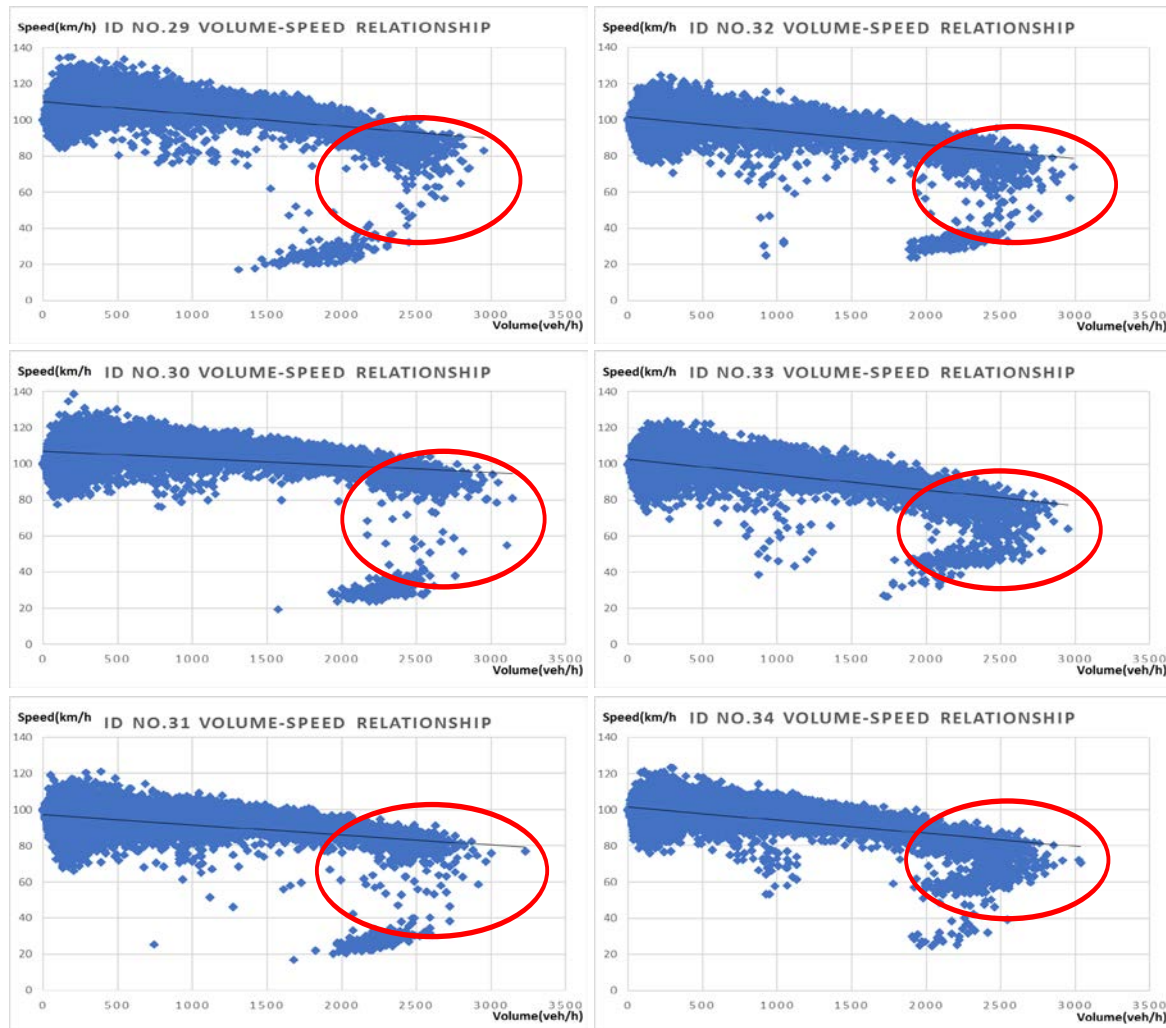 Speed(km/h) ID NO.29 VOLUME-SPEED RELATIONSHIP
140
120
100
80
60
40
20
0
0 500 1000 1500 2000 2500 3000 3500
Volume(veh/h)
Speed(km/h ID NO.32 VOLUME-SPEED RELATIONSHIP
140
120
100
80
60
40
20
0
0 500 1000 1500 2000 2500 3000 3500
Volume(veh/h)
Speed(km/h ID NO.30 VOLUME-SPEED RELATIONSHIP
140
120
100
80
60
40
20
0
0 500 1000 1500 2000 2500 3000 3500
Volume(veh/h)
Speed(km/h ID NO.33 VOLUME-SPEED RELATIONSHIP
140
120
100
80
60
40
20
0
0 500 1000 1500 2000 2500 3000 3500
Volume(veh/h)
Speed(km/h ID NO.31 VOLUME-SPEED RELATIONSHIP
140
120
100
80
60
40
20
0
0 500 1000 1500 2000 2500 3000 3500
Volume(veh/h)
Speed(km/h ID NO.34 VOLUME-SPEED RELATIONSHIP
140
120
100
80
60
40
20
0
0 500 1000 1500 2000 2500 3000 3500
Volume(veh/h)